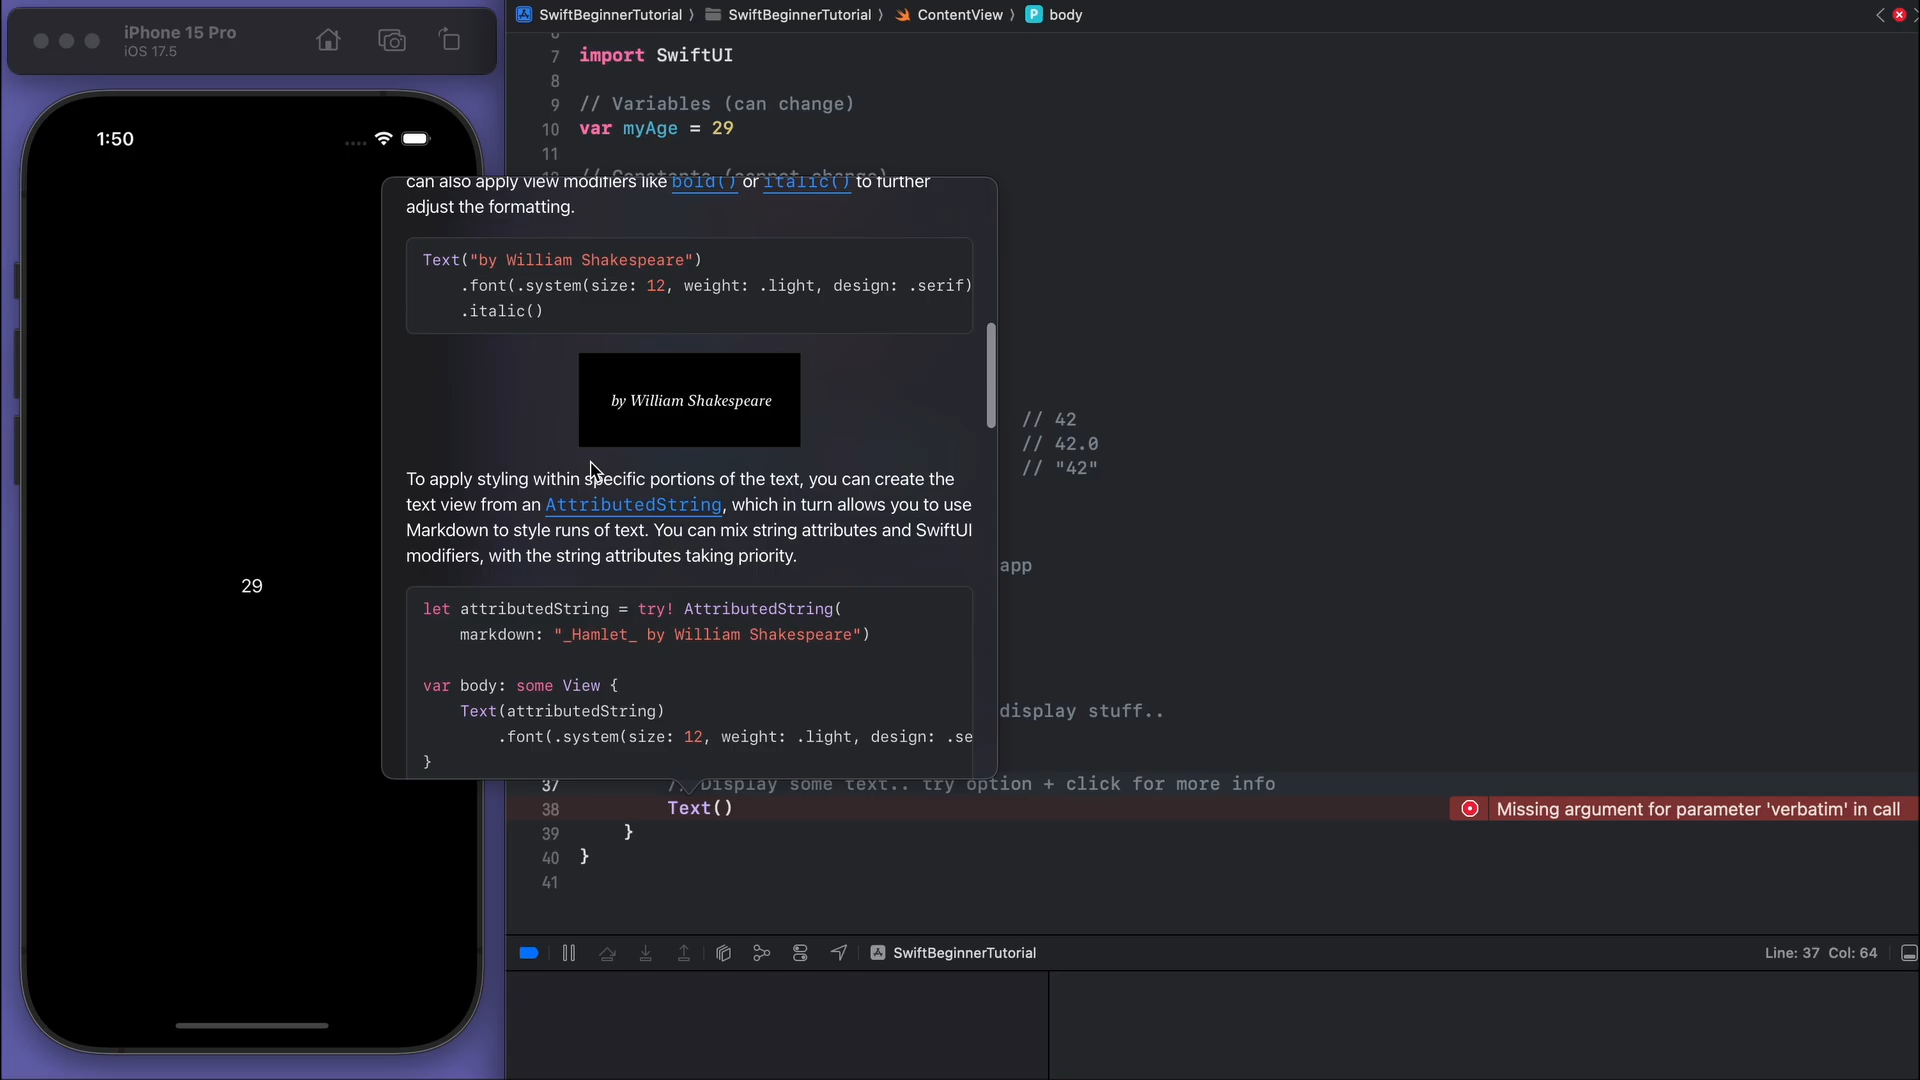 iPhone 15 Pro
iOS 17.5
1:50
29
SwiftBeginnerTutorial 〉 SwiftBeginnerTutorial 〉 ContentView 〉 P body
7 import SwiftUI
8
9 // Variables (can change)
10 var myAge = 29
11
can also apply view modifiers like bold() or italic() to further
adjust the formatting.
Text("by William Shakespeare")
.font(.system(size: 12, weight: .light, design: .serif)
.italic()
by William Shakespeare
To apply styling within specific portions of the text, you can create the
text view from an AttributedString, which in turn allows you to use
Markdown to style runs of text. You can mix string attributes and SwiftUI
modifiers, with the string attributes taking priority.
let attributedString = try! AttributedString(
markdown: "_Hamlet_ by William Shakespeare")
var body: some View {
Text(attributedString)
.font(.system(size: 12, weight: .light, design: .se
}
// 42
// 42.0
// "42"
app
display stuff..
37 // Display some text.. try option + click for more info
38 Text() Missing argument for parameter 'verbatim' in call
39 }
40 }
41
SwiftBeginnerTutorial
Line: 37 Col: 64